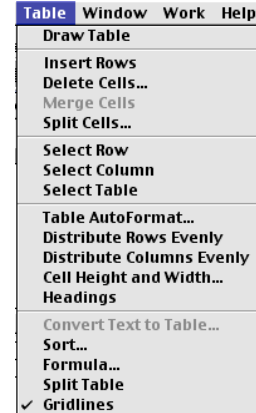 Table Window Work Help
Draw Table
Insert Rows
Delete Cells...
Merge Cells
Split Cells...
Select Row
Select Column
Select Table
Table AutoFormat...
Distribute Rows Evenly
Distribute Columns Evenly
Cell Height and Width...
Headings
Convert Text to Table...
Sort...
Formula...
Split Table
✓ Gridlines